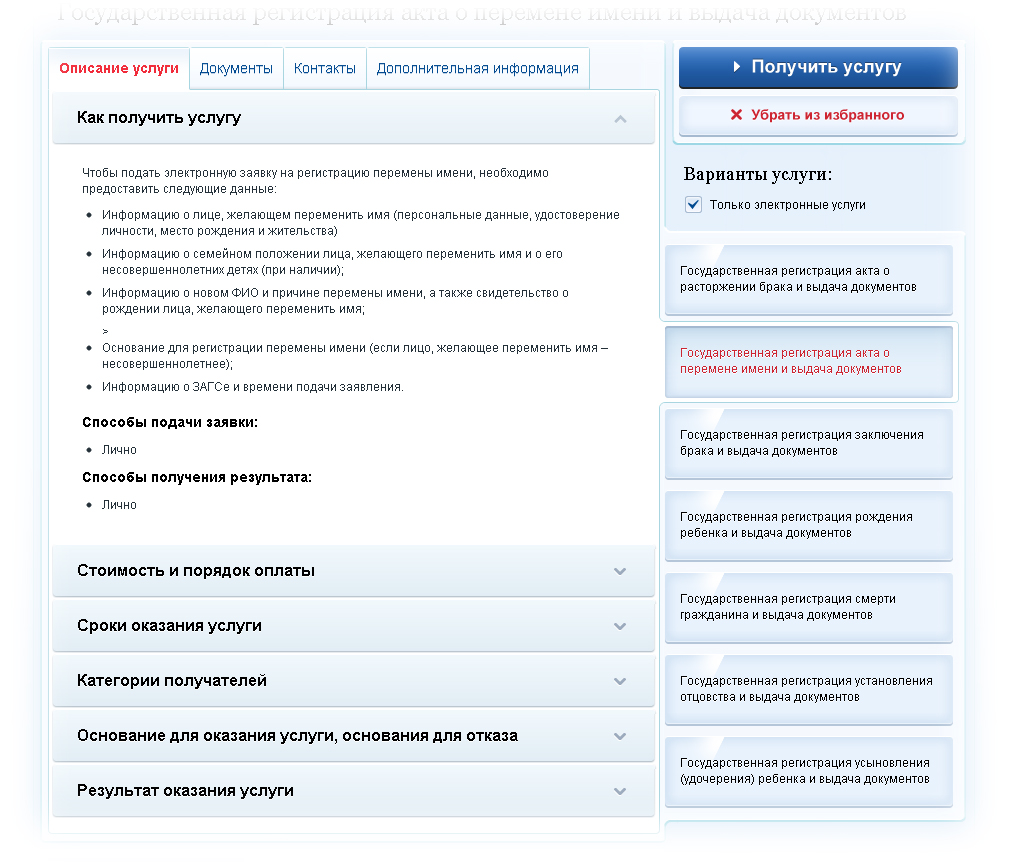 Государственная регистрация акта о перемене имени и выдача документов
Описание услуги
Документы
Контакты
Дополнительная информация
Как получить услугу
Чтобы подать электронную заявку на регистрацию перемены имени, необходимо
предоставить следующие данные:
Информацию о лице, желающем переменить имя (персональные данные, удостоверение
личности, место рождения и жительства)
Информацию о семейном положении лица, желающего переменить имя и о его
несовершеннолетних детях (при наличии);
Информацию о новом ФИО и причине перемены имени, а также свидетельство о
рождении лица, желающего переменить имя;
>
Основание для регистрации перемены имени (если лицо, желающее переменить имя –
несовершеннолетнее);
Информацию о ЗАГСе и времени подачи заявления.
Способы подачи заявки:
Лично
Способы получения результата:
Лично
Стоимость и порядок оплаты
Сроки оказания услуги
Категории получателей
Основание для оказания услуги, основания для отказа
Результат оказания услуги
Получить услугу
Убрать из избранного
Варианты услуги:
Только электронные услуги
Государственная регистрация акта о
расторжении брака и выдача документов
Государственная регистрация акта о
перемене имени и выдача документов
Государственная регистрация заключения
брака и выдача документов
Государственная регистрация рождения
ребенка и выдача документов
Государственная регистрация смерти
гражданина и выдача документов
Государственная регистрация установления
отцовства и выдача документов
Государственная регистрация усыновления
(удочерения) ребенка и выдача документов